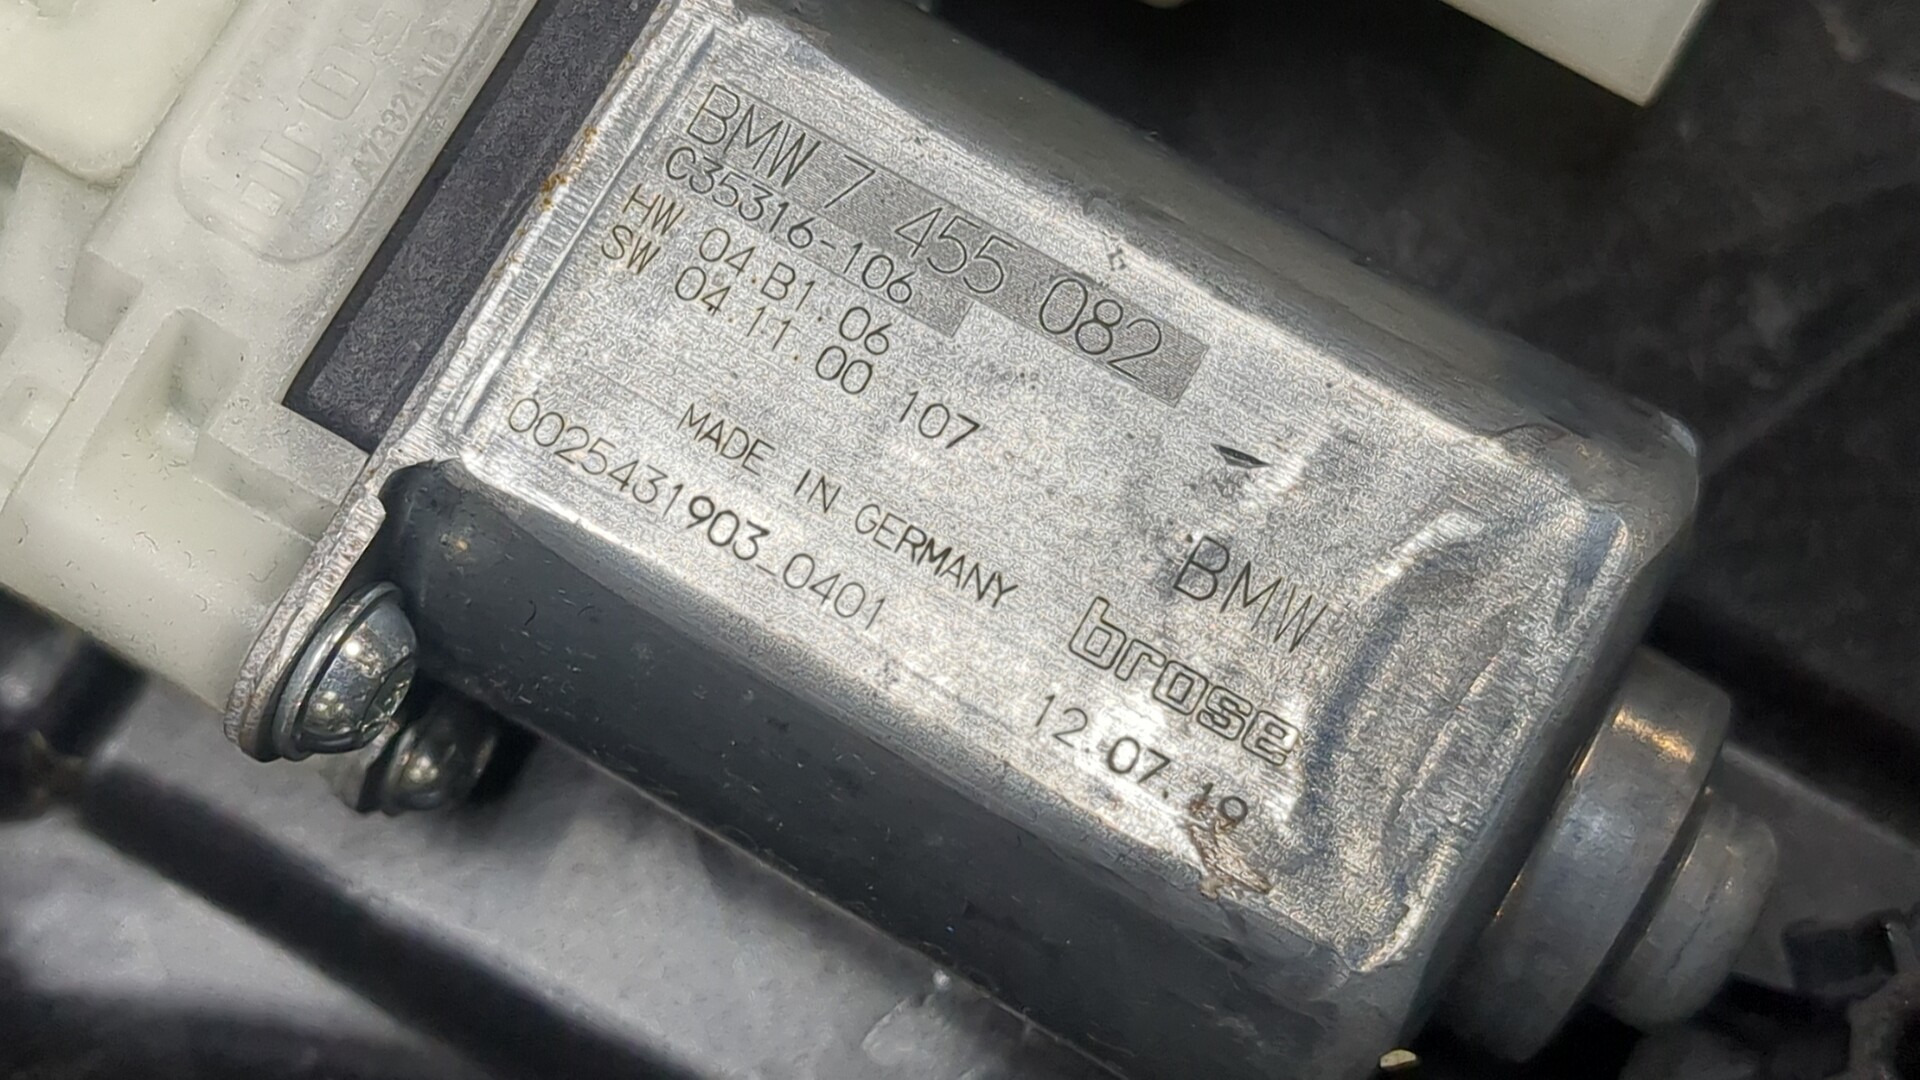 BMW 7 455 082
C35316-106
HW 04.B1.06
SW 04.11.00 107
MADE IN GERMANY
0025431903_0401
BMW
brose
12.07.19